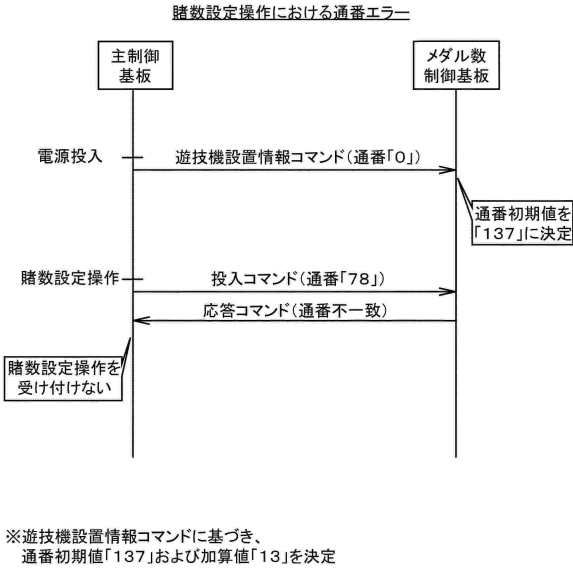 賭数設定操作における通番エラー
主制御
基板
メダル数
制御基板
電源投入
遊技機設置情報コマンド(通番「0」)
通番初期値を
「137」に決定
賭数設定操作
投入コマンド(通番「78」)
応答コマンド(通番不一致)
賭数設定操作を
受け付けない
※遊技機設置情報コマンドに基づき、
通番初期値「137」および加算値「13」を決定